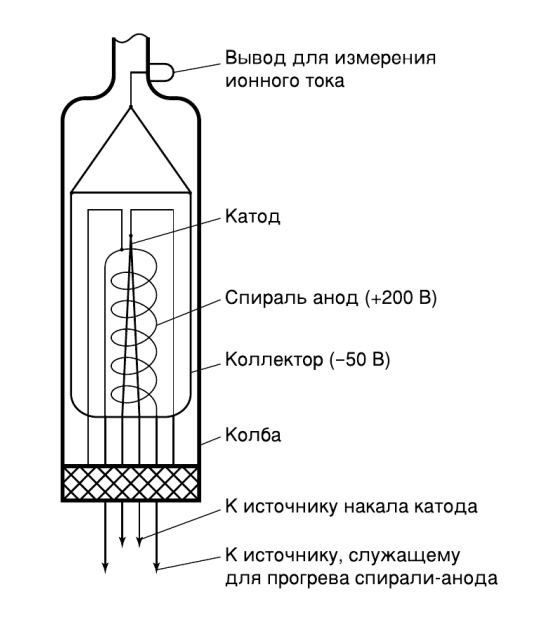 Вывод для измерения
ионного тока
Катод
Спираль анод (+200 В)
Коллектор (−50 В)
Колба
К источнику накала катода
К источнику, служащему
для прогрева спирали-анода